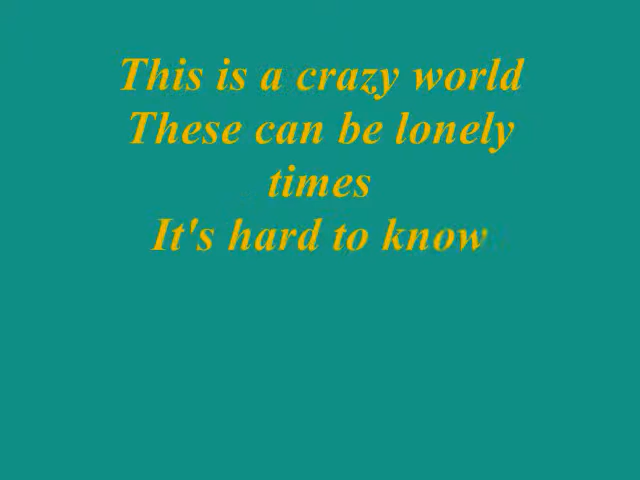 This is a crazy world
These can be lonely
times
It's hard to know